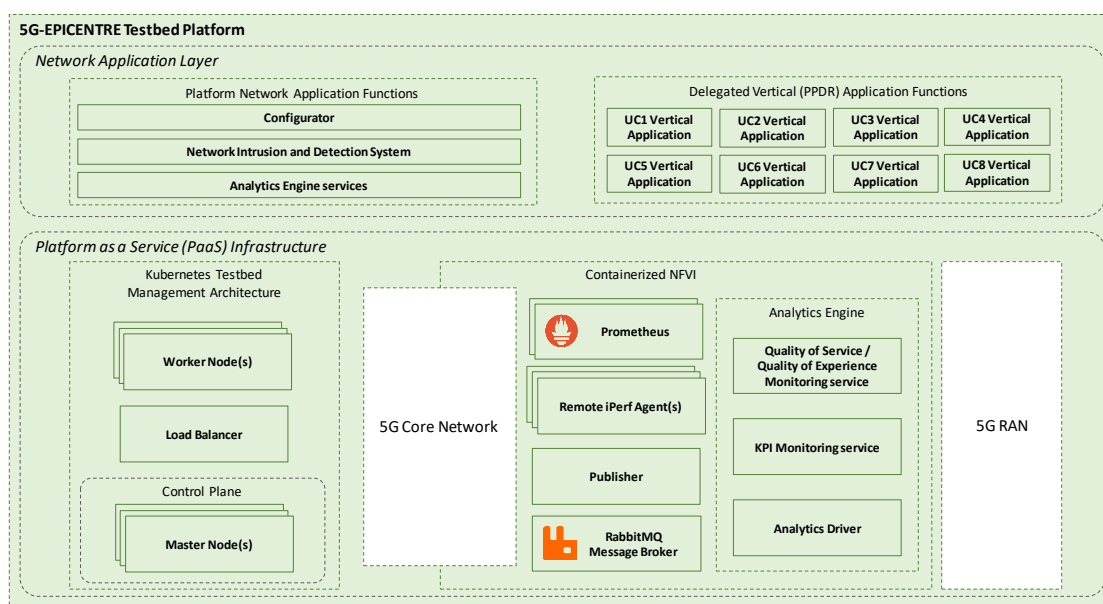 5G-EPICENTRE Testbed Platform
Network Application Layer
Platform Network Application Functions
Configurator
Network Intrusion and Detection System
Analytics Engine services
Delegated Vertical (PPDR) Application Functions
UC1 Vertical
Application
UC2 Vertical
Application
UC3 Vertical
Application
UC4 Vertical
Application
UC5 Vertical
Application
UC6 Vertical
Application
UC7 Vertical
Application
UC8 Vertical
Application
Platform as a Service (PaaS) Infrastructure
Kubernetes Testbed
Management Architecture
Worker Node(s)
Load Balancer
Control Plane
Master Node(s)
5G Core Network
Containerized NFVI
Prometheus
Remote iPerf Agent(s)
Publisher
RabbitMQ
Message Broker
Analytics Engine
Quality of Service /
Quality of Experience
Monitoring service
KPI Monitoring service
Analytics Driver
5G RAN